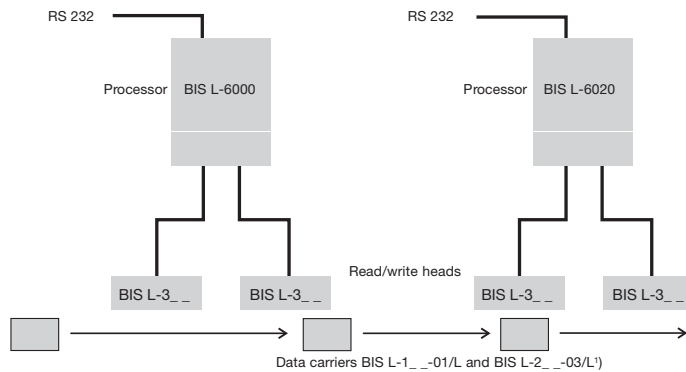 RS 232
RS 232
Processor
BIS L-6000
Processor
BIS L-6020
Read/write heads
BIS L-3_ _
BIS L-3_ _
BIS L-3_ _
BIS L-3_ _
Data carriers BIS L-1_ _-01/L and BIS L-2_ _-03/L¹)